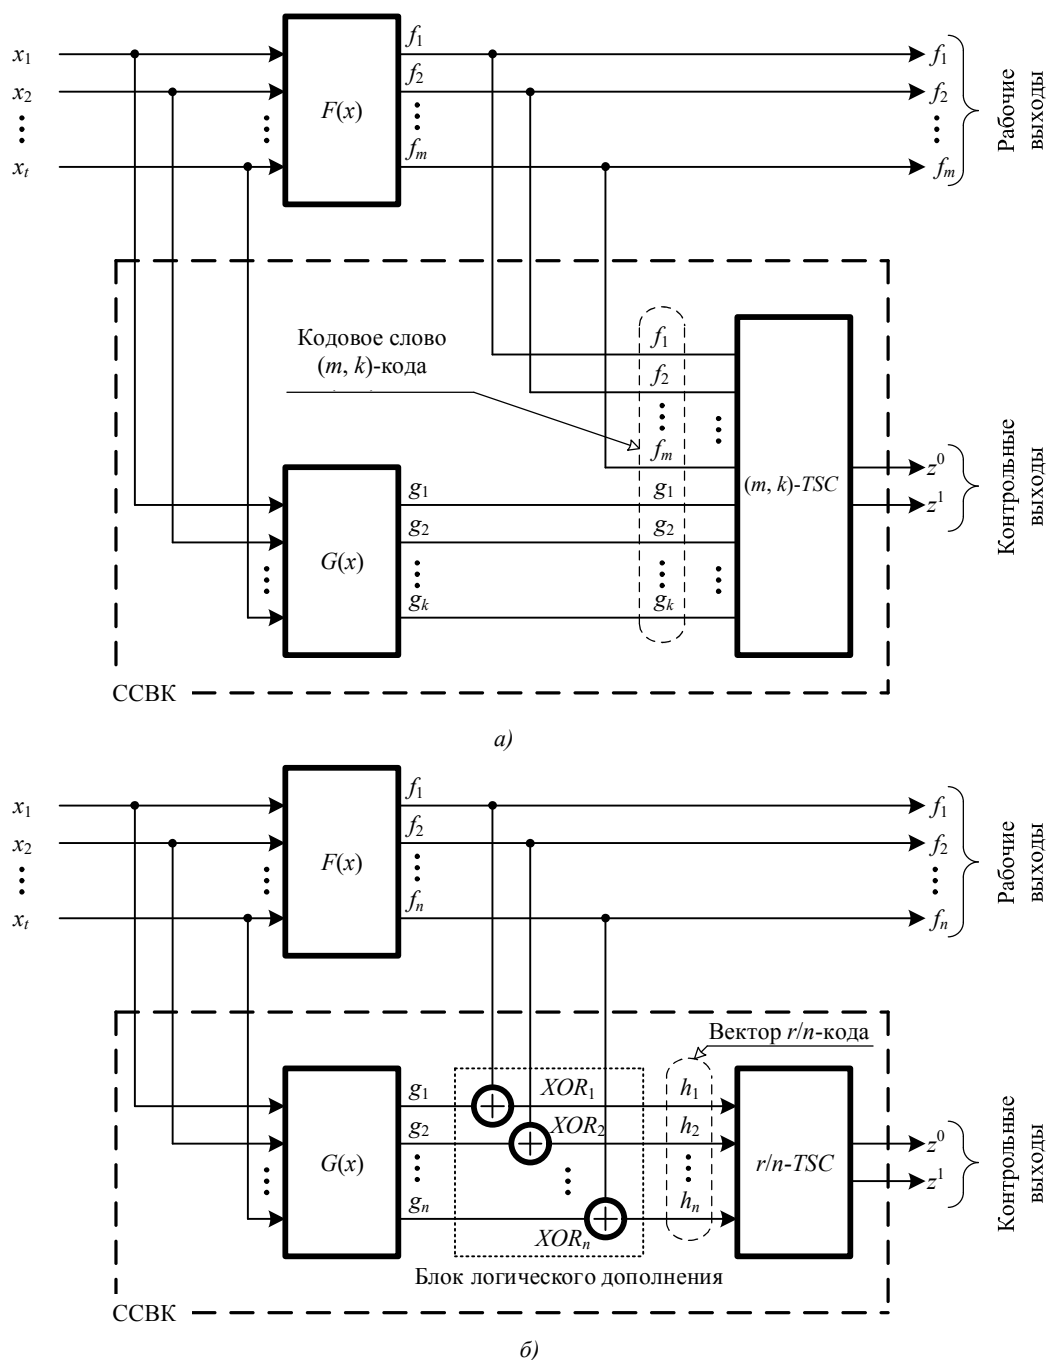 x1
x2
xt
F(x)
f1
f2
fm
f1
f2
fm
Рабочие
выходы
Кодовое слово
(m, k)-кода
f1
f2
fm
g1
g2
gk
G(x)
g1
g2
gk
(m, k)-TSC
z0
z1
Контрольные
выходы
ССВК
а)
x1
x2
xt
F(x)
f1
f2
fn
f1
f2
fn
Рабочие
выходы
Вектор r/n-кода
G(x)
g1
g2
gn
XOR1
XOR2
XORn
h1
h2
hn
r/n-TSC
z0
z1
Контрольные
выходы
Блок логического дополнения
ССВК
б)